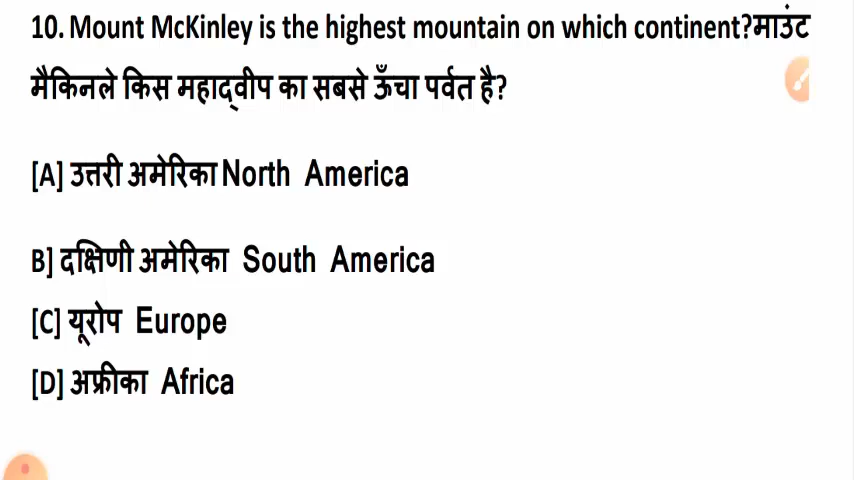 10. Mount McKinley is the highest mountain on which continent?माउंट
मैकिनले किस महाद्वीप का सबसे ऊँचा पर्वत है?
[A] उत्तरी अमेरिका North America
B] दक्षिणी अमेरिका South America
[C] यूरोप Europe
[D] अफ्रीका Africa